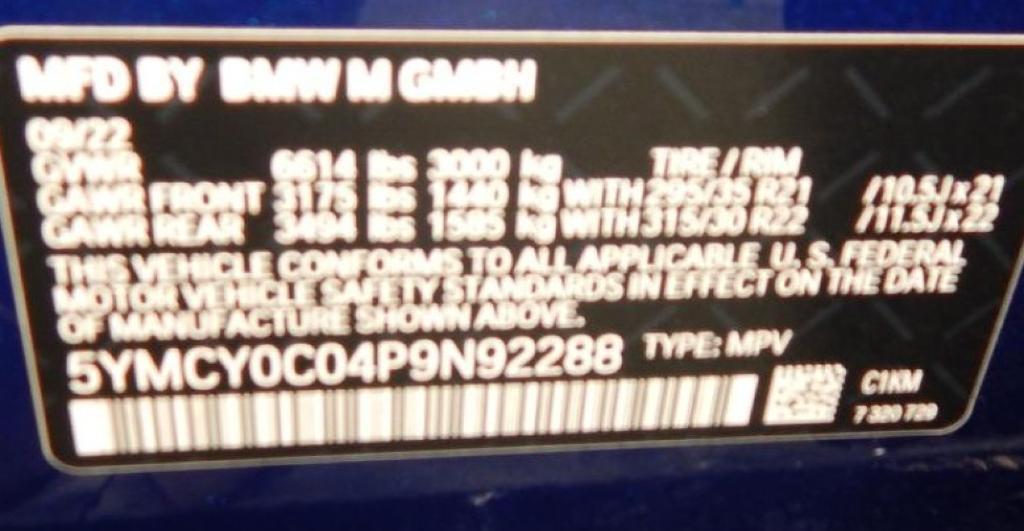 MFD BY BMW M GMBH
09/22
GVWR 6614 lbs 3000 kg TIRE / RIM
GAWR FRONT 3175 lbs 1440 kg WITH 295/35 R21 /10.5J x 21
GAWR REAR 3494 lbs 1585 kg WITH 315/30 R22 /11.5J x 22
THIS VEHICLE CONFORMS TO ALL APPLICABLE U. S. FEDERAL
MOTOR VEHICLE SAFETY STANDARDS IN EFFECT ON THE DATE
OF MANUFACTURE SHOWN ABOVE.
5YMCY0C04P9N92288 TYPE: MPV
C1KM
7 320 729